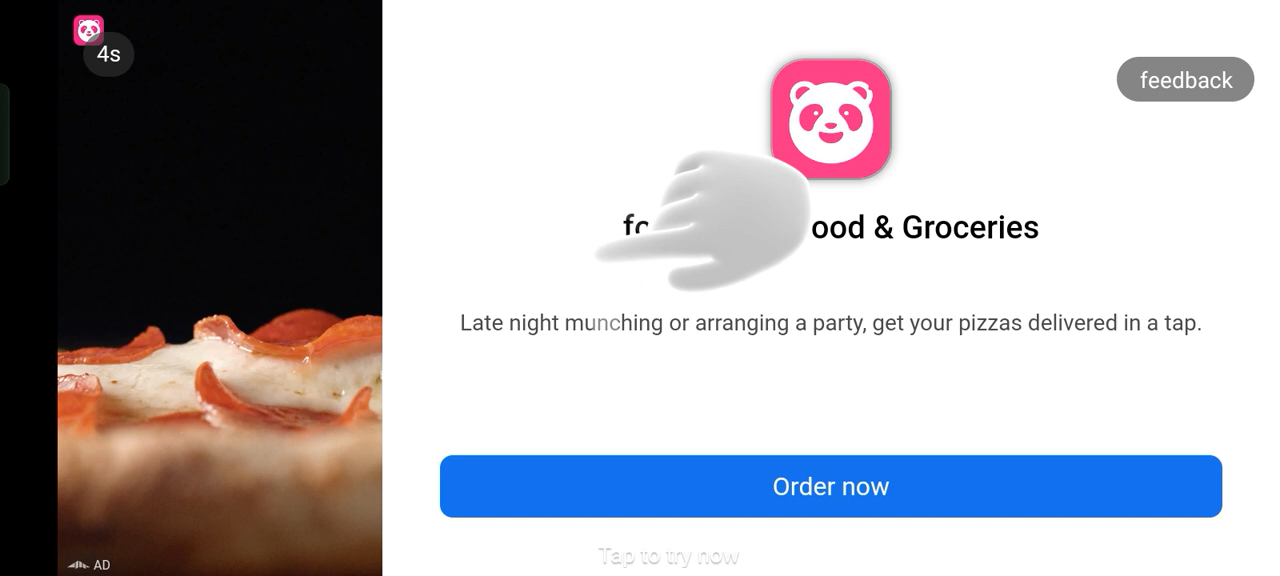 4s
feedback
fo ood & Groceries
Late night munching or arranging a party, get your pizzas delivered in a tap.
Order now
Tap to try now
AD